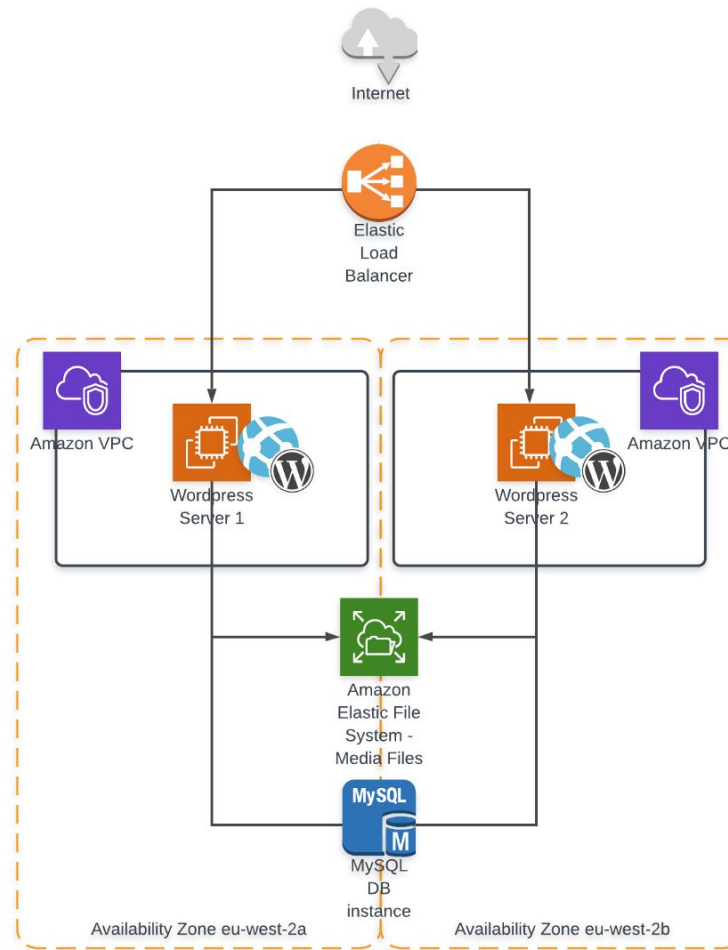 Internet
Elastic
Load
Balancer
Amazon VPC
Amazon VPC
Wordpress
Server 1
Wordpress
Server 2
Amazon
Elastic File
System -
Media Files
MySQL
M
MySQL
DB
instance
Availability Zone eu-west-2a
Availability Zone eu-west-2b